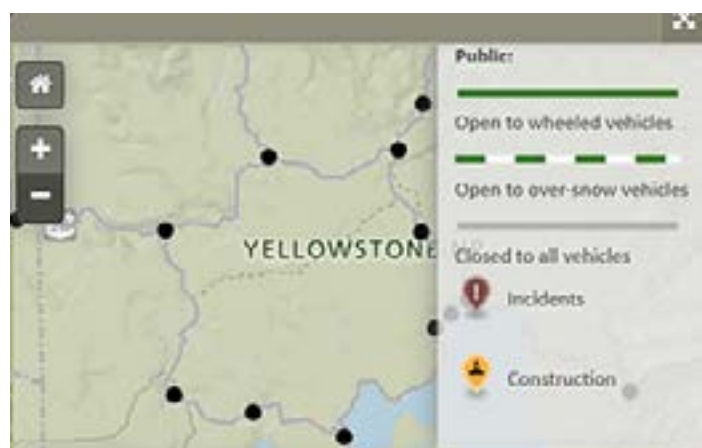 Public:
Open to wheeled vehicles
Open to over-snow vehicles
YELLOWSTONE
Closed to all vehicles
Incidents
Construction